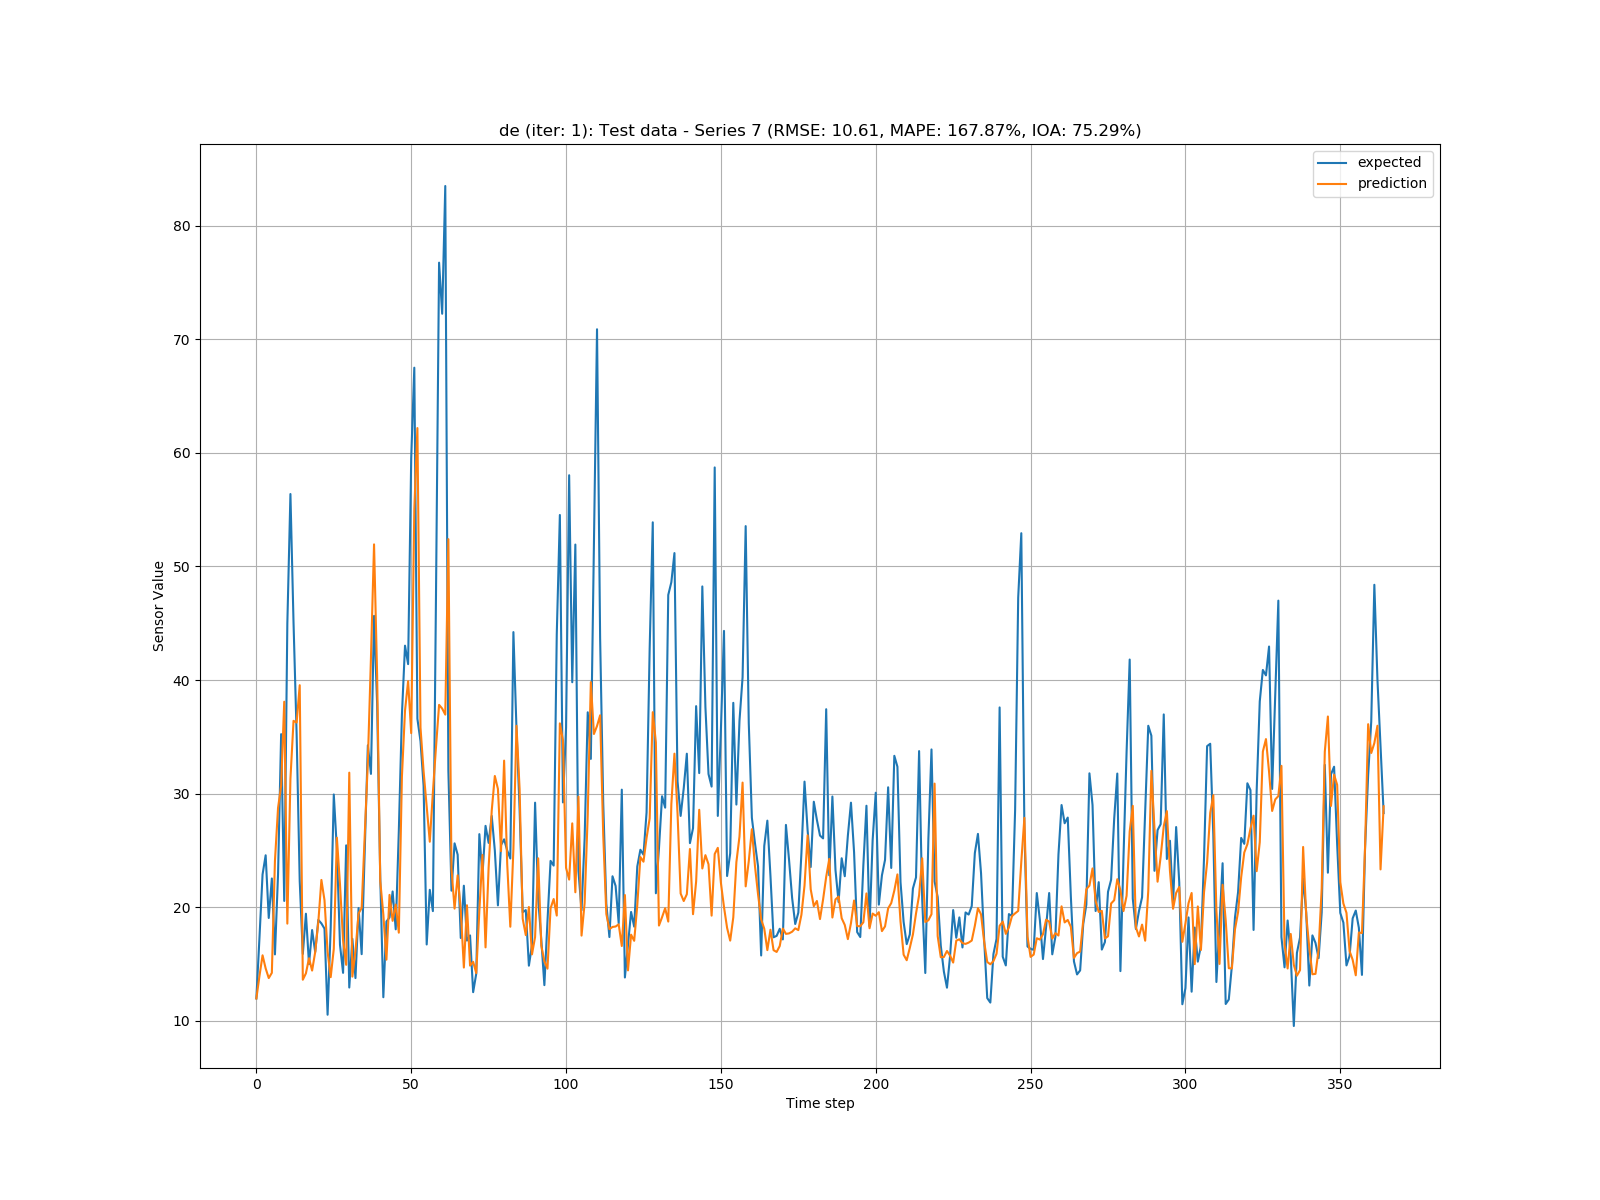 de (iter: 1): Test data - Series 7 (RMSE: 10.61, MAPE: 167.87%, IOA: 75.29%)
expected
prediction
80
70
60
50
40
30
20
10
Sensor Value
0 50 100 150 200 250 300 350
Time step